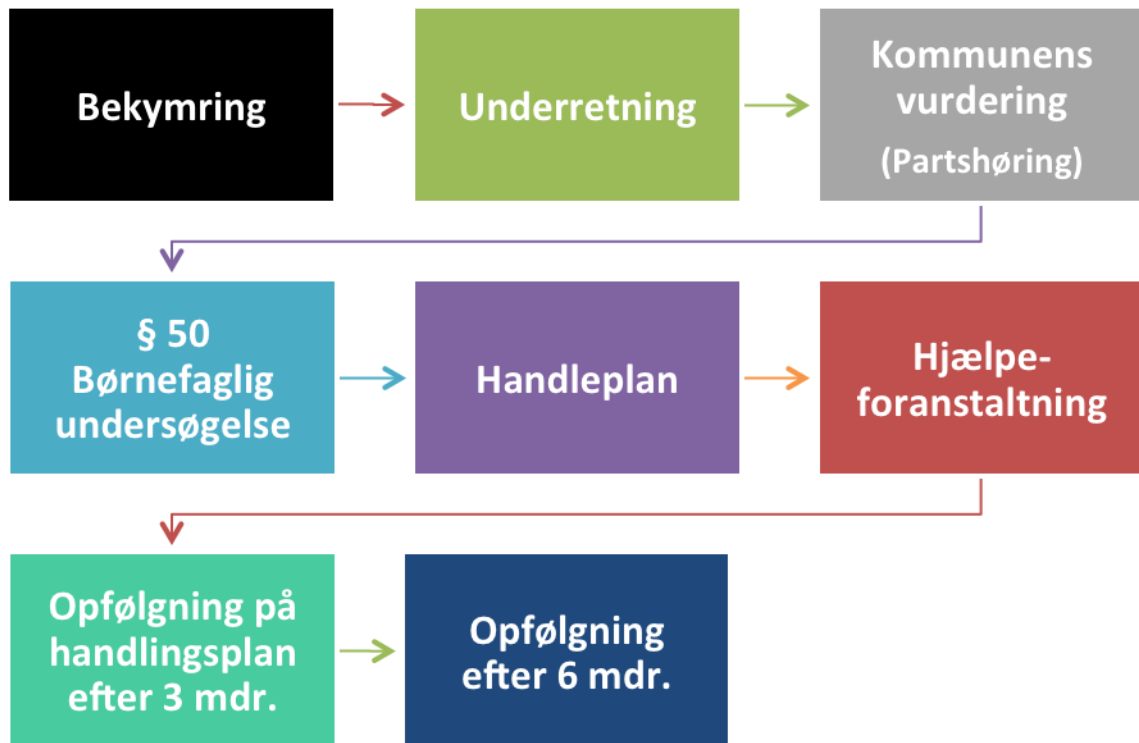 Bekymring
Underretning
Kommunens
vurdering
(Partshøring)
§ 50
Børnefaglig
undersøgelse
Handleplan
Hjælpe-
foranstaltning
Opfølgning på
handlingsplan
efter 3 mdr.
Opfølgning
efter 6 mdr.